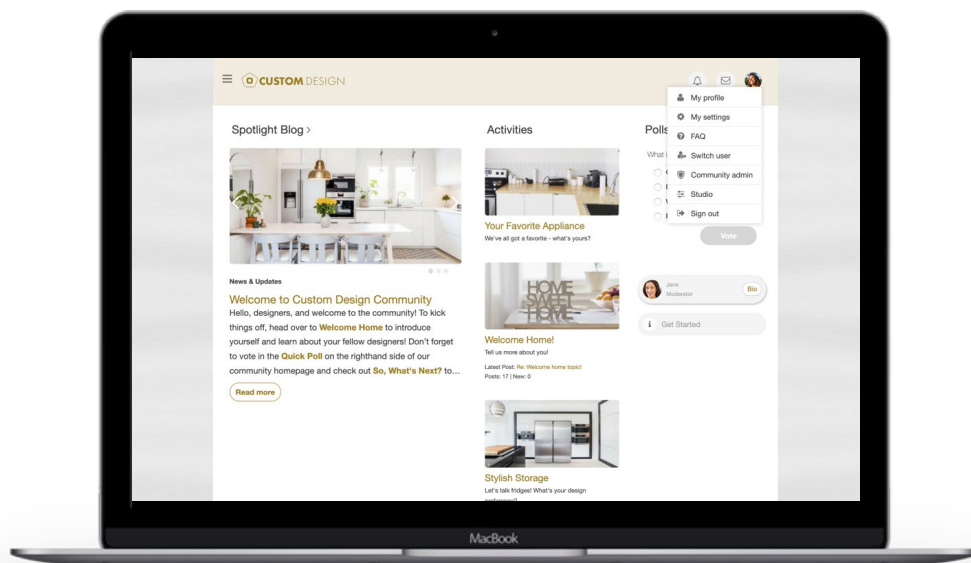 CUSTOM DESIGN
My profile
My settings
FAQ
Switch user
Community admin
Studio
Sign out
Spotlight Blog >
News & Updates
Welcome to Custom Design Community
Hello, designers, and welcome to the community! To kick
things off, head over to Welcome Home to introduce
yourself and learn about your fellow designers! Don't forget
to vote in the Quick Poll on the righthand side of our
community homepage and check out So, What's Next? to...
Read more
Activities
Your Favorite Appliance
We've all got a favorite - what's yours?
HOME
SWEET
HOME
Welcome Home!
Tell us more about you!
Latest Post: Re: Welcome home topic!
Posts: 17 | New: 0
Stylish Storage
Let's talk fridges! What's your design
preference?
Polls
What i
Vote
Jana
Moderator
Bio
Get Started
MacBook